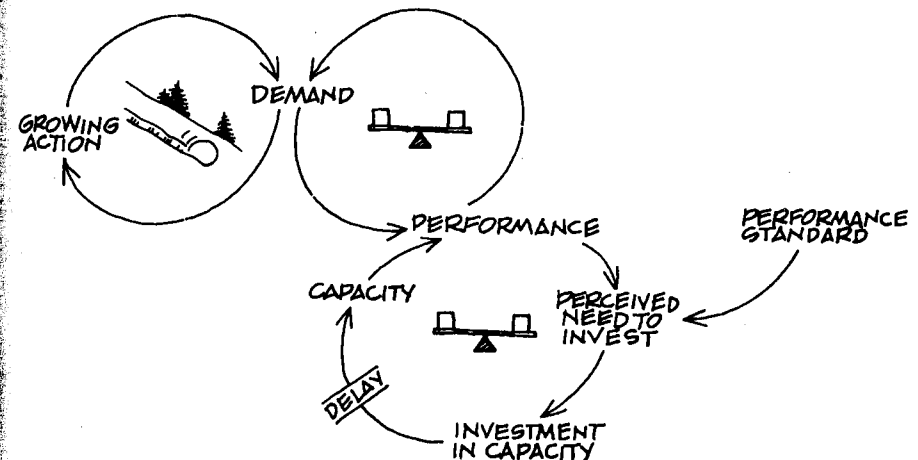 DEMAND
GROWING
ACTION
PERFORMANCE
PERFORMANCE
STANDARD
CAPACITY
PERCEIVED
NEED TO
INVEST
DELAY
INVESTMENT
IN CAPACITY